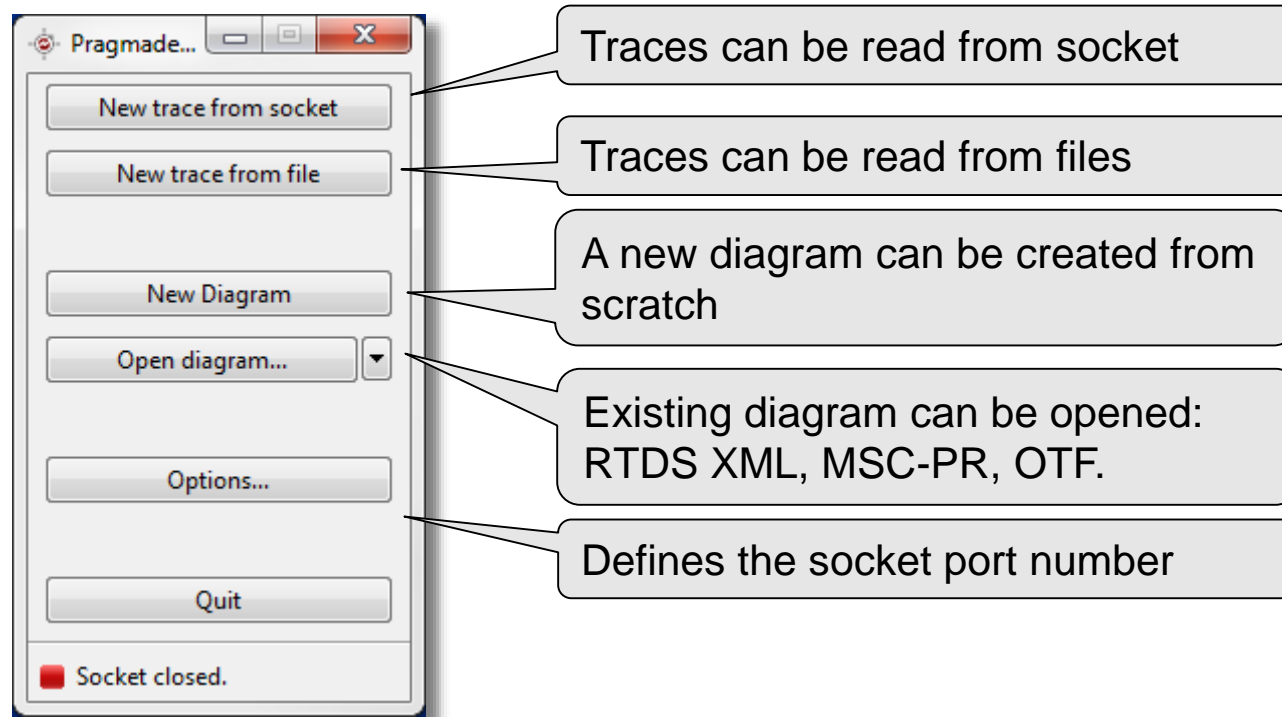 Pragmade...
New trace from socket
New trace from file
New Diagram
Open diagram...
Options...
Quit
Socket closed.
Traces can be read from socket
Traces can be read from files
A new diagram can be created from
scratch
Existing diagram can be opened:
RTDS XML, MSC-PR, OTF.
Defines the socket port number